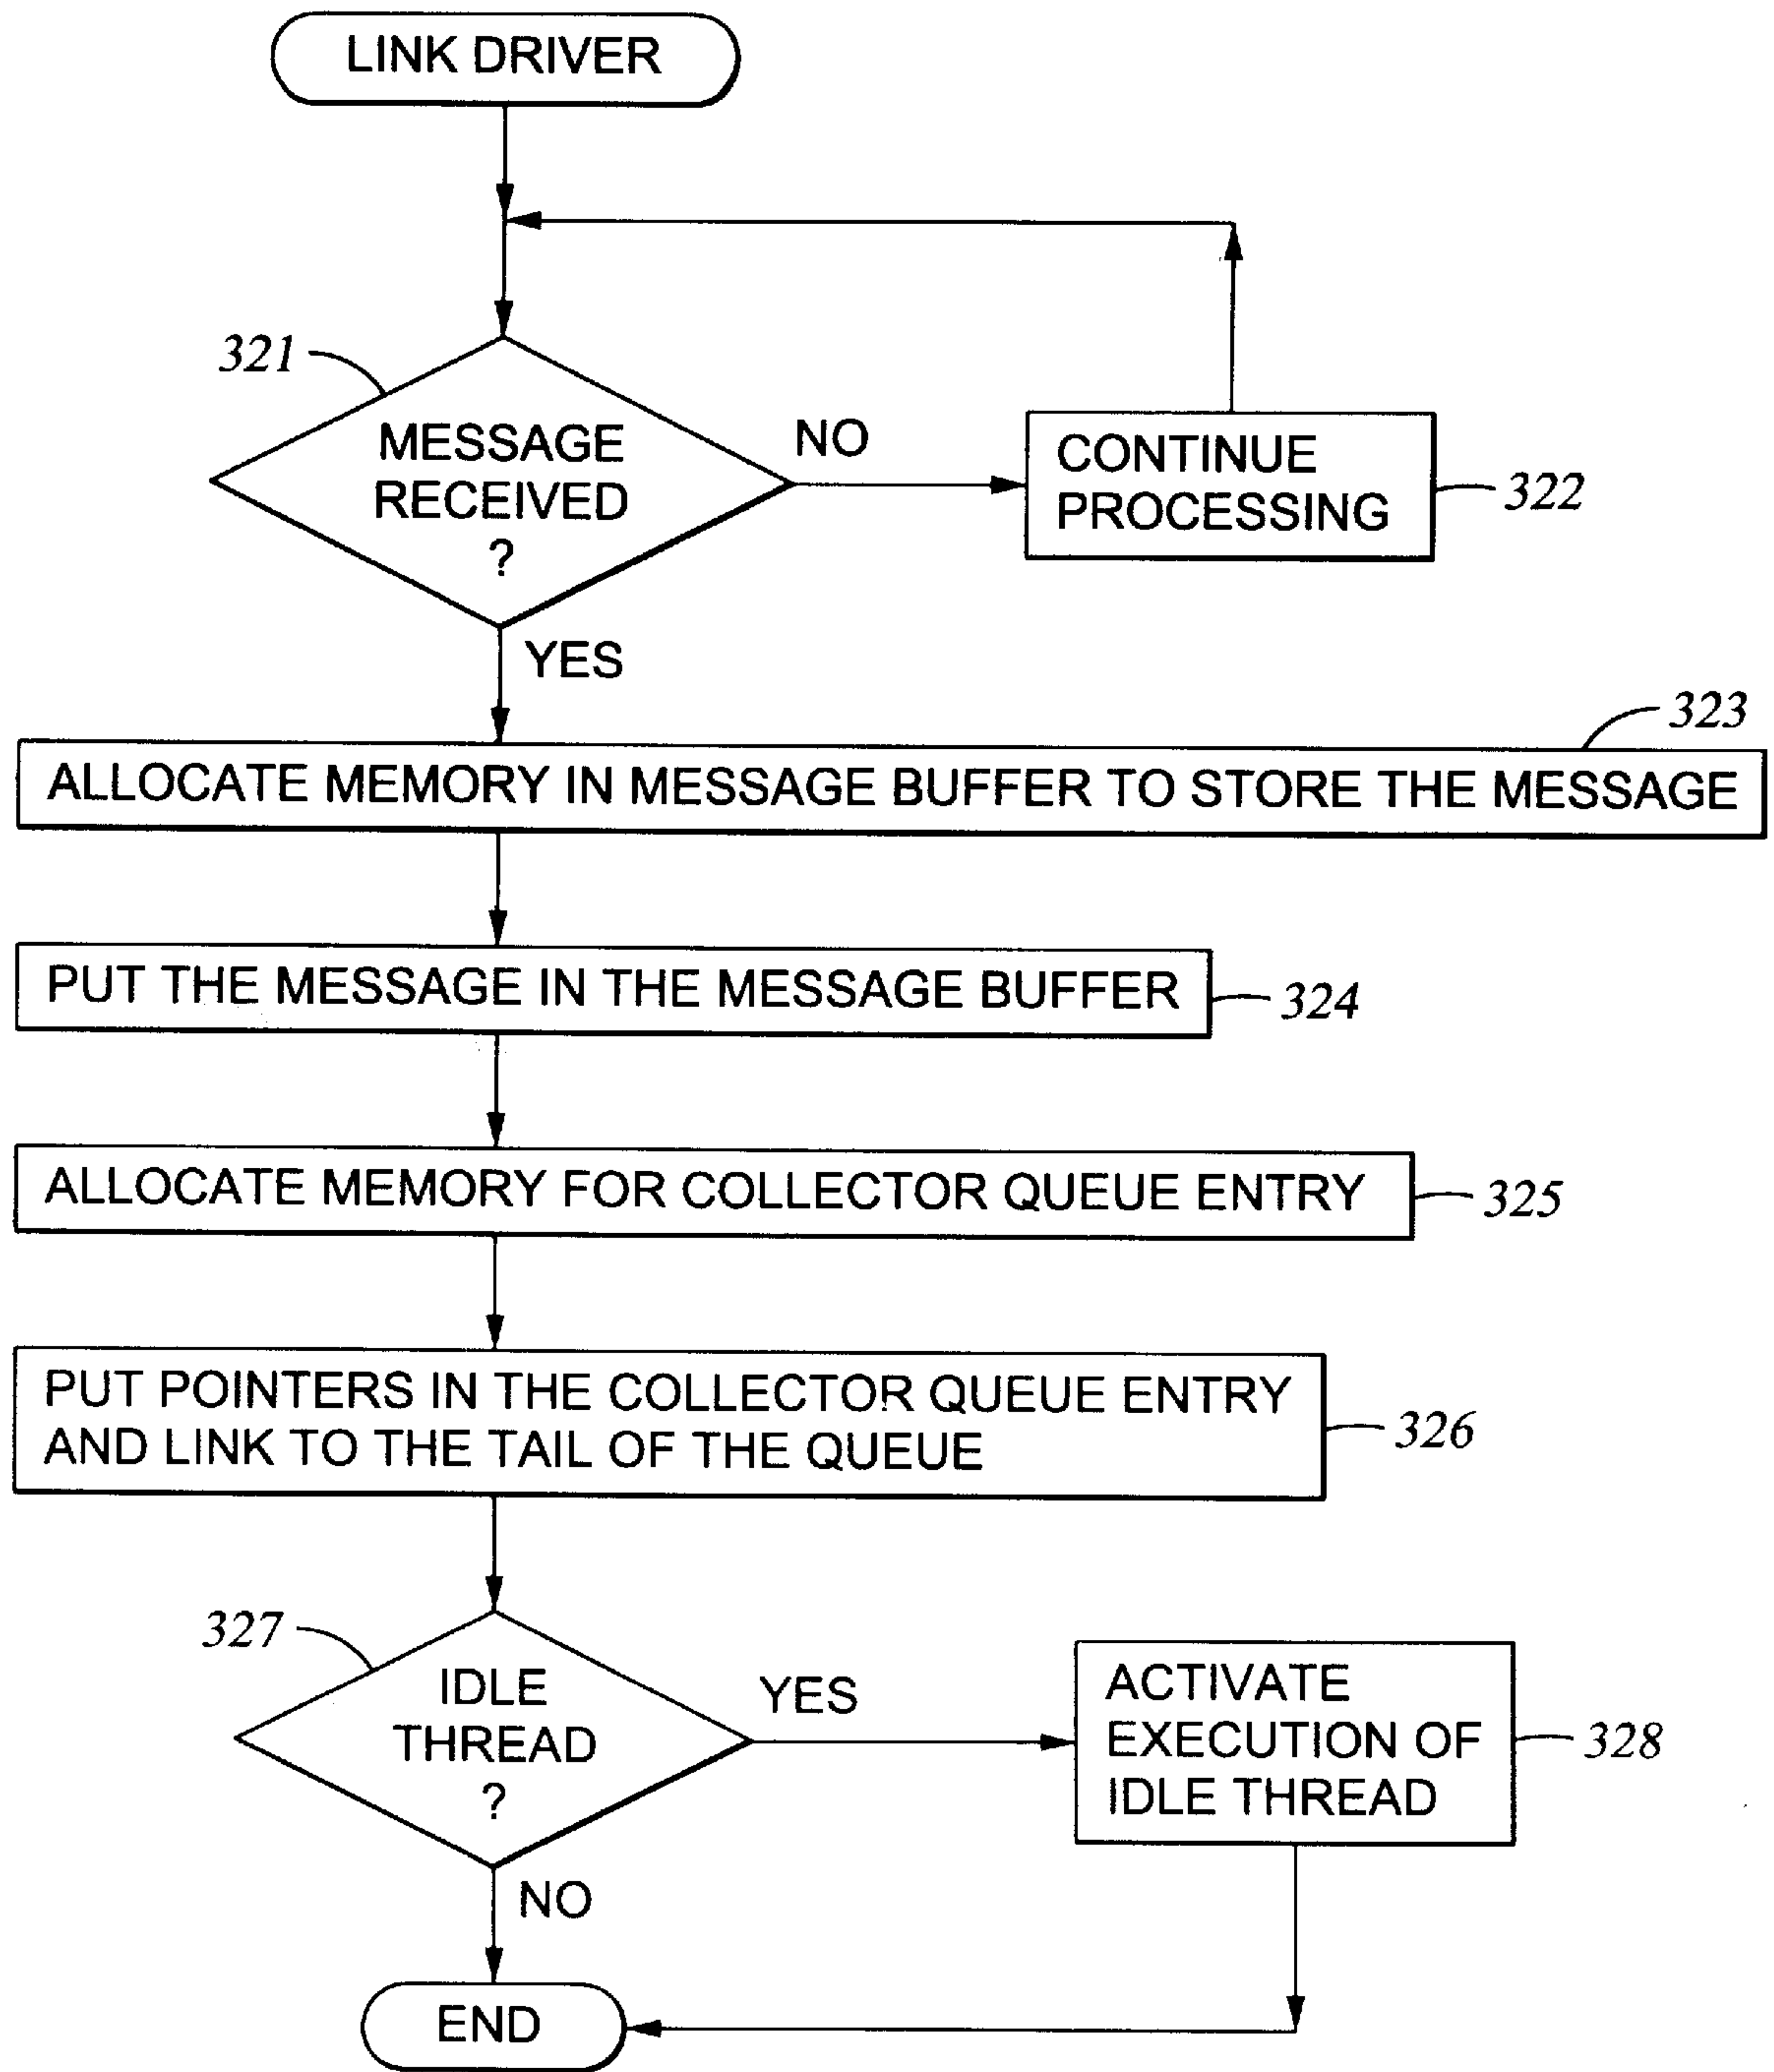 LINK DRIVER
321
MESSAGE
RECEIVED
?
NO
CONTINUE
PROCESSING
322
YES
323
ALLOCATE MEMORY IN MESSAGE BUFFER TO STORE THE MESSAGE
PUT THE MESSAGE IN THE MESSAGE BUFFER
324
ALLOCATE MEMORY FOR COLLECTOR QUEUE ENTRY
325
PUT POINTERS IN THE COLLECTOR QUEUE ENTRY
AND LINK TO THE TAIL OF THE QUEUE
326
327
IDLE
THREAD
?
YES
ACTIVATE
EXECUTION OF
IDLE THREAD
328
NO
END